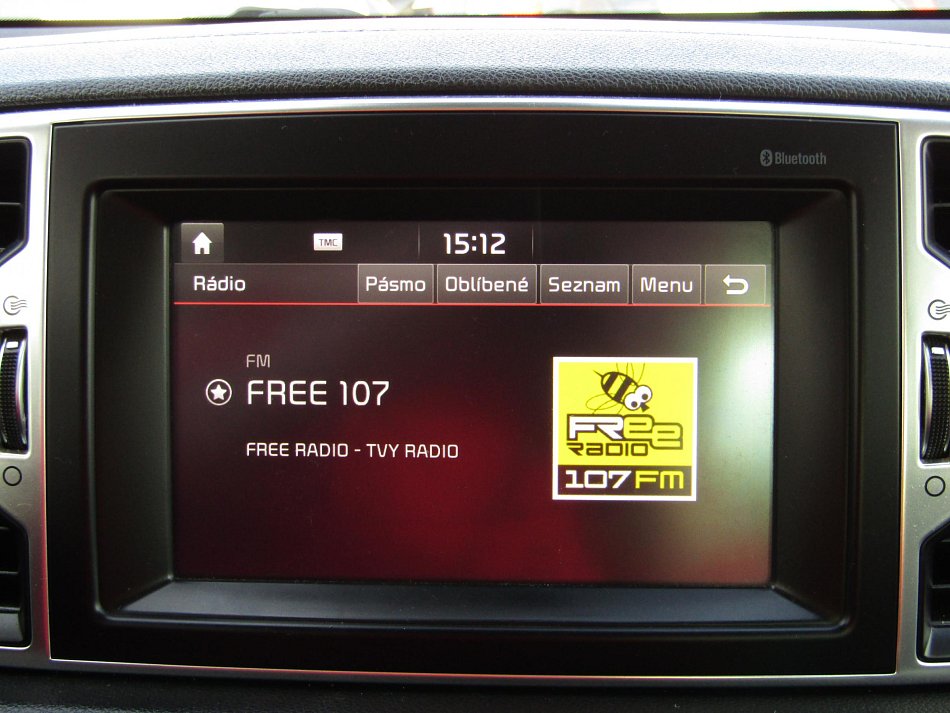 Bluetooth
TMC 15:12
Rádio Pásmo Oblíbené Seznam Menu
FM
FREE 107
FREE RADIO - TVY RADIO
FRee
RADIO
107 FM